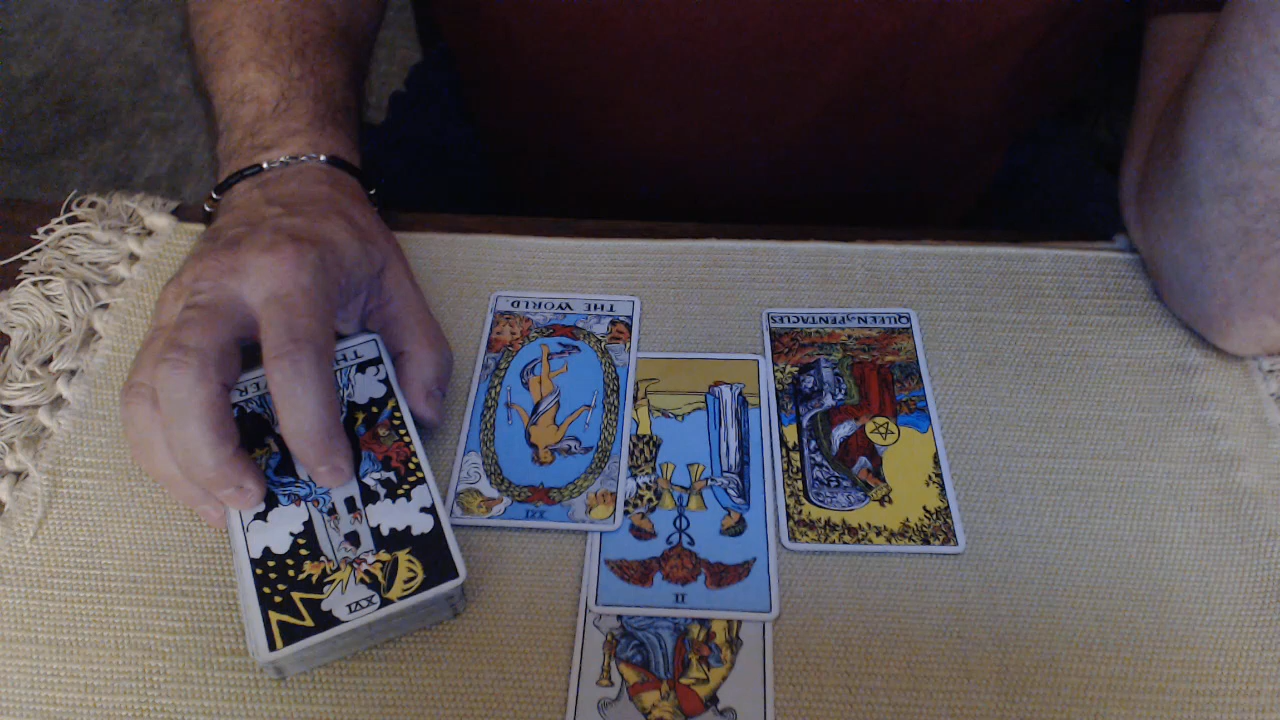 THE WORLD.
QUEEN of PENTACLES
XXI
XVI
II